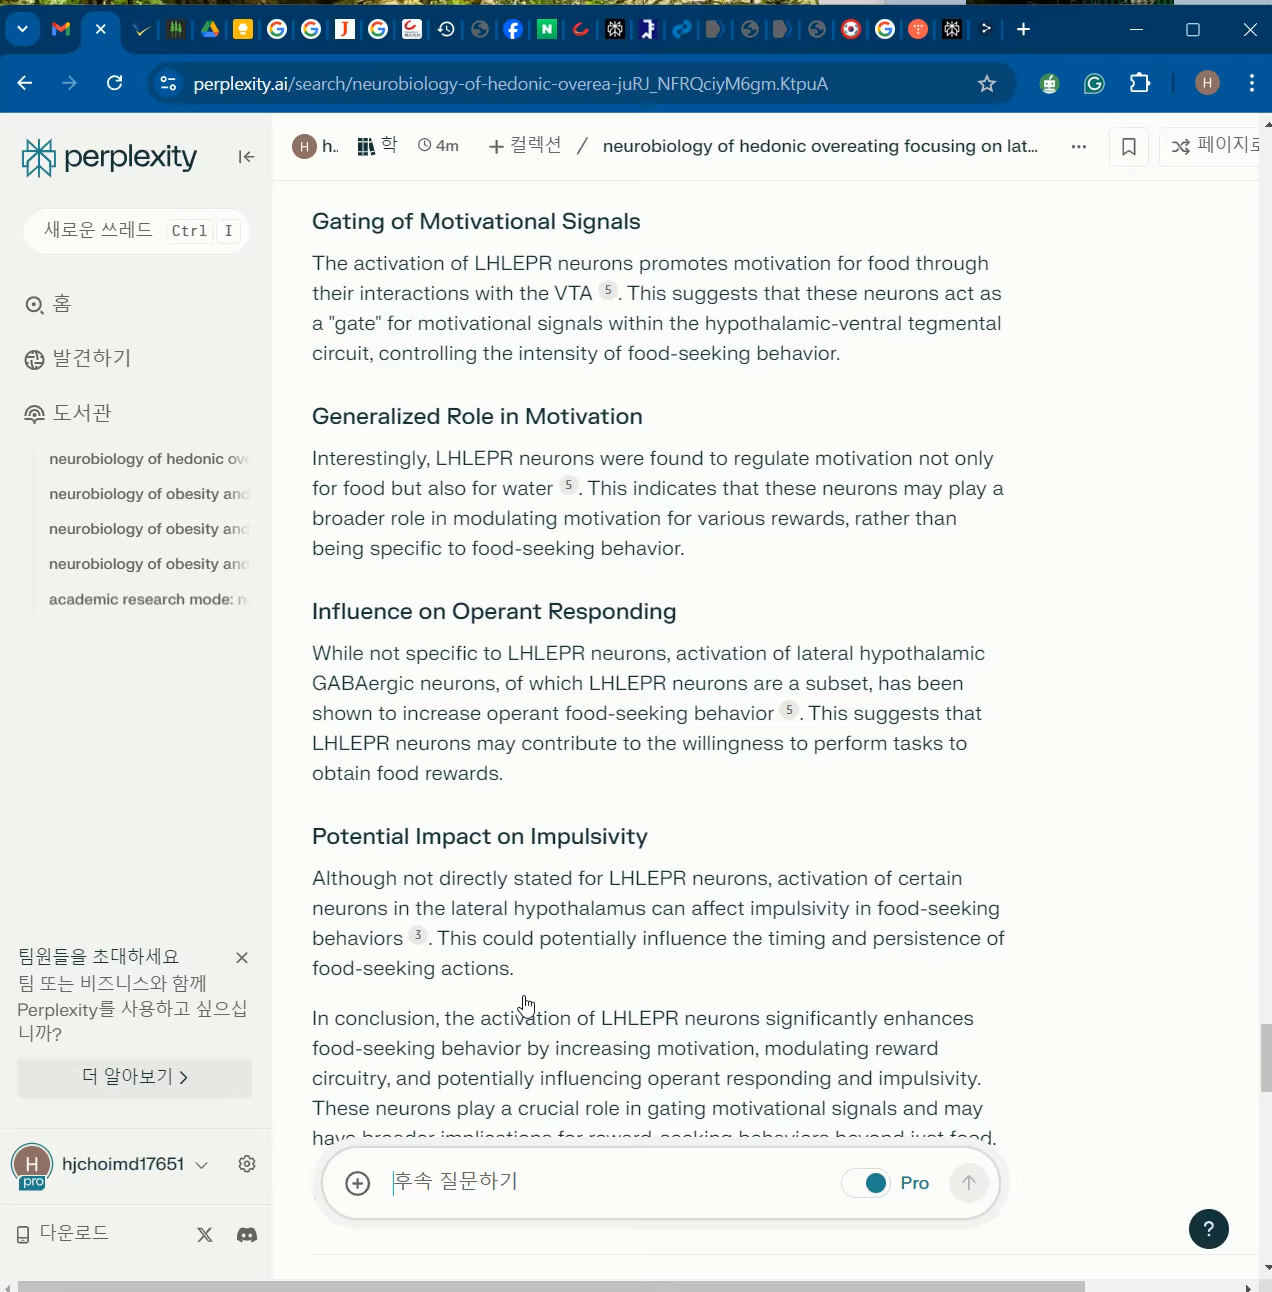 perplexity.ai/search/neurobiology-of-hedonic-overea-juRJ_NFRQciyM6gm.KtpuA
H
perplexity
새로운 쓰레드 Ctrl I
홈
발견하기
도서관
neurobiology of hedonic ove
neurobiology of obesity and
neurobiology of obesity and
neurobiology of obesity and
academic research mode: n
팀원들을 초대하세요
팀 또는 비즈니스와 함께
Perplexity를 사용하고 싶으십
니까?
더 알아보기
H
pro
hjchoimd17651
다운로드
H h.. 학 4m + 컬렉션 / neurobiology of hedonic overeating focusing on lat... ... 페이지로
Gating of Motivational Signals
The activation of LHLEPR neurons promotes motivation for food through
their interactions with the VTA 5. This suggests that these neurons act as
a "gate" for motivational signals within the hypothalamic-ventral tegmental
circuit, controlling the intensity of food-seeking behavior.
Generalized Role in Motivation
Interestingly, LHLEPR neurons were found to regulate motivation not only
for food but also for water 5. This indicates that these neurons may play a
broader role in modulating motivation for various rewards, rather than
being specific to food-seeking behavior.
Influence on Operant Responding
While not specific to LHLEPR neurons, activation of lateral hypothalamic
GABAergic neurons, of which LHLEPR neurons are a subset, has been
shown to increase operant food-seeking behavior 5. This suggests that
LHLEPR neurons may contribute to the willingness to perform tasks to
obtain food rewards.
Potential Impact on Impulsivity
Although not directly stated for LHLEPR neurons, activation of certain
neurons in the lateral hypothalamus can affect impulsivity in food-seeking
behaviors 3. This could potentially influence the timing and persistence of
food-seeking actions.
In conclusion, the activation of LHLEPR neurons significantly enhances
food-seeking behavior by increasing motivation, modulating reward
circuitry, and potentially influencing operant responding and impulsivity.
These neurons play a crucial role in gating motivational signals and may
have broader implications for reward-seeking behaviors beyond just food.
후속 질문하기
Pro
?